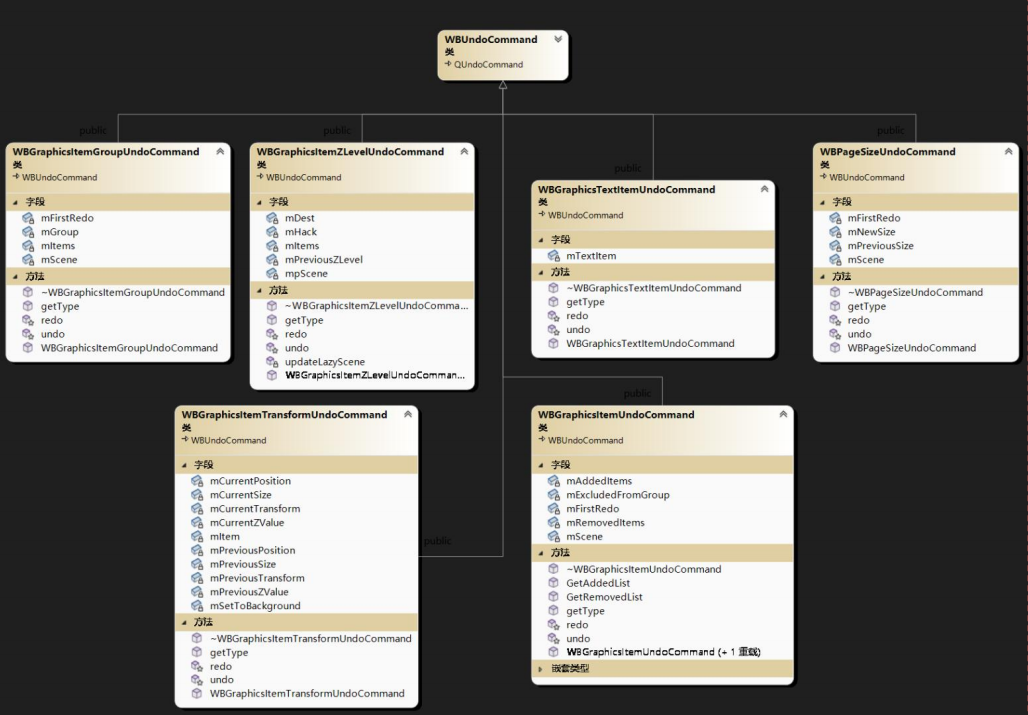 WBUndoCommand
类
QUndoCommand
public
public
public
public
WBGraphicsItemGroupUndoCommand
类
WBUndoCommand
字段
mFirstRedo
mGroup
mItems
mScene
方法
~WBGraphicsItemGroupUndoCommand
getType
redo
undo
WBGraphicsItemGroupUndoCommand
WBGraphicsItemZLevelUndoCommand
类
WBUndoCommand
字段
mDest
mHack
mItems
mPreviousZLevel
mpScene
方法
~WBGraphicsItemZLevelUndoComma...
getType
redo
undo
updateLazyScene
WBGraphicsItemZLevelUndoComman...
WBGraphicsTextItemUndoCommand
类
WBUndoCommand
字段
mTextItem
方法
~WBGraphicsTextItemUndoCommand
getType
redo
undo
WBGraphicsTextItemUndoCommand
WBPageSizeUndoCommand
类
WBUndoCommand
字段
mFirstRedo
mNewSize
mPreviousSize
mScene
方法
~WBPageSizeUndoCommand
getType
redo
undo
WBPageSizeUndoCommand
WBGraphicsItemTransformUndoCommand
类
WBUndoCommand
字段
mCurrentPosition
mCurrentSize
mCurrentTransform
mCurrentZValue
mItem
mPreviousPosition
mPreviousSize
mPreviousTransform
mPreviousZValue
mSetToBackground
方法
~WBGraphicsItemTransformUndoCommand
getType
redo
undo
WBGraphicsItemTransformUndoCommand
public
public
WBGraphicsItemUndoCommand
类
WBUndoCommand
字段
mAddedItems
mExcludedFromGroup
mFirstRedo
mRemovedItems
mScene
方法
~WBGraphicsItemUndoCommand
GetAddedList
GetRemovedList
getType
redo
undo
WBGraphicsItemUndoCommand (+ 1 重载)
嵌套类型